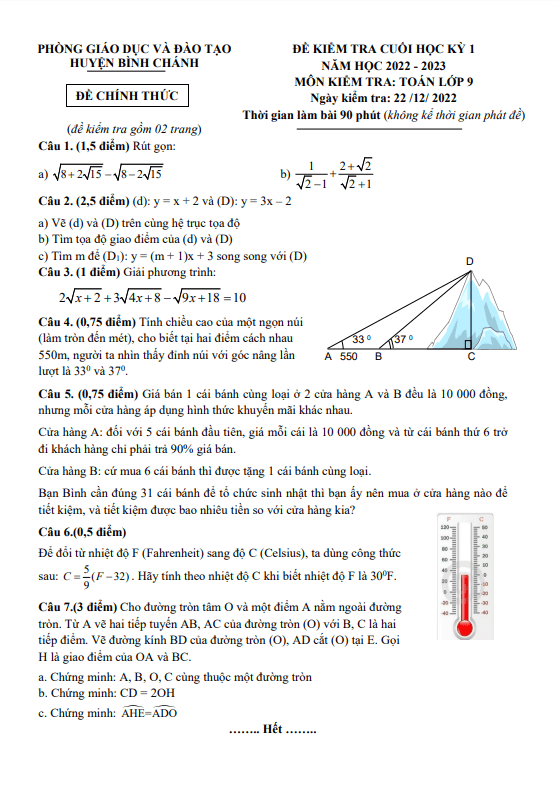 PHÒNG GIÁO DỤC VÀ ĐÀO TẠO
HUYỆN BÌNH CHÁNH
ĐỀ CHÍNH THỨC
(đề kiểm tra gồm 02 trang)
ĐỀ KIỂM TRA CUỐI HỌC KỲ 1
NĂM HỌC 2022 - 2023
MÔN KIỂM TRA: TOÁN LỚP 9
Ngày kiểm tra: 22 /12/ 2022
Thời gian làm bài 90 phút (không kể thời gian phát đề)
Câu 1. (1,5 điểm) Rút gọn:
a) √(8+2√15) − √(8−2√15) b) 1/(√2−1) + (2+√2)/(√2+1)
Câu 2. (2,5 điểm) (d): y = x + 2 và (D): y = 3x – 2
a) Vẽ (d) và (D) trên cùng hệ trục tọa độ
b) Tìm tọa độ giao điểm của (d) và (D)
c) Tìm m để (D₁): y = (m + 1)x + 3 song song với (D)
Câu 3. (1 điểm) Giải phương trình:
2√(x+2) + 3√(4x+8) − √(9x+18) = 10
Câu 4. (0,75 điểm) Tính chiều cao của một ngọn núi
(làm tròn đến mét), cho biết tại hai điểm cách nhau
550m, người ta nhìn thấy đỉnh núi với góc nâng lần
lượt là 33⁰ và 37⁰.
D
33 ⁰ 37 ⁰
A 550 B C
Câu 5. (0,75 điểm) Giá bán 1 cái bánh cùng loại ở 2 cửa hàng A và B đều là 10 000 đồng,
nhưng mỗi cửa hàng áp dụng hình thức khuyến mãi khác nhau.
Cửa hàng A: đối với 5 cái bánh đầu tiên, giá mỗi cái là 10 000 đồng và từ cái bánh thứ 6 trở
đi khách hàng chỉ phải trả 90% giá bán.
Cửa hàng B: cứ mua 6 cái bánh thì được tặng 1 cái bánh cùng loại.
Bạn Bình cần đúng 31 cái bánh để tổ chức sinh nhật thì bạn ấy nên mua ở cửa hàng nào để
tiết kiệm, và tiết kiệm được bao nhiêu tiền so với cửa hàng kia?
Câu 6.(0,5 điểm)
Để đổi từ nhiệt độ F (Fahrenheit) sang độ C (Celsius), ta dùng công thức
sau: C = 5/9 (F − 32). Hãy tính theo nhiệt độ C khi biết nhiệt độ F là 30⁰F.
F C
Câu 7.(3 điểm) Cho đường tròn tâm O và một điểm A nằm ngoài đường
tròn. Từ A vẽ hai tiếp tuyến AB, AC của đường tròn (O) với B, C là hai
tiếp điểm. Vẽ đường kính BD của đường tròn (O), AD cắt (O) tại E. Gọi
H là giao điểm của OA và BC.
a. Chứng minh: A, B, O, C cùng thuộc một đường tròn
b. Chứng minh: CD = 2OH
c. Chứng minh: AHE=ADO
…….. Hết ……..